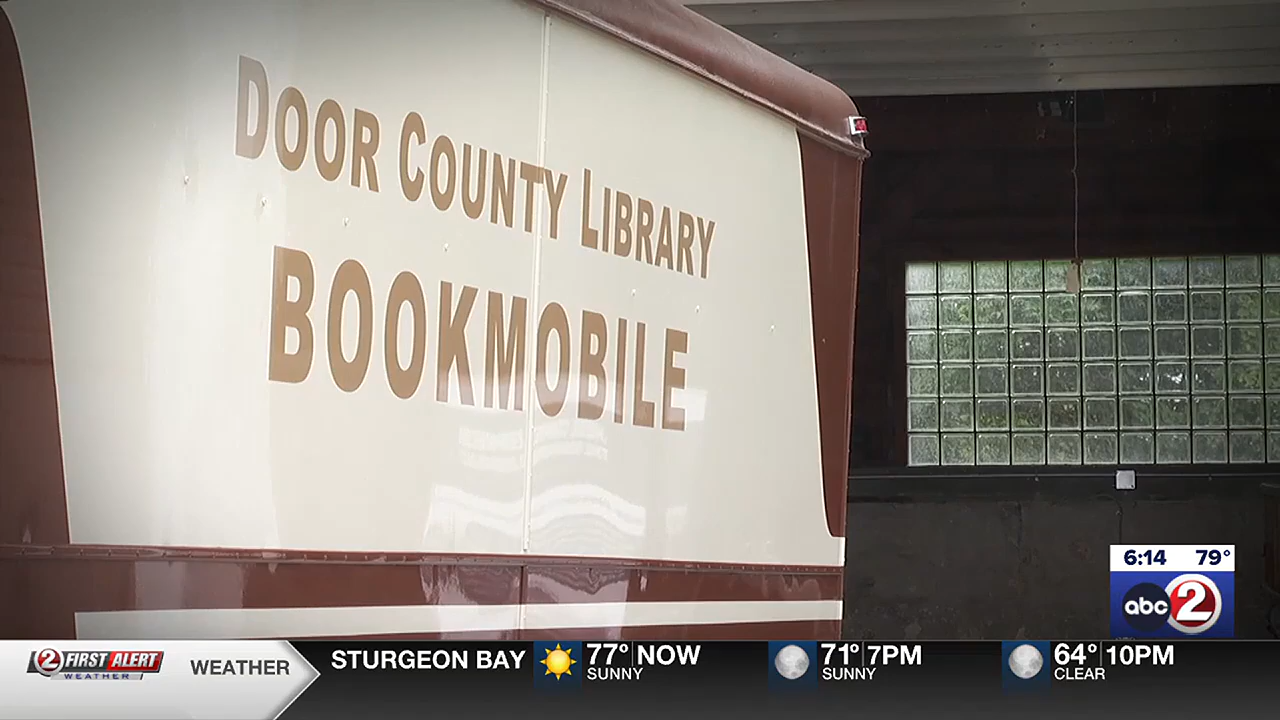 DOOR COUNTY LIBRARY
BOOKMOBILE
6:14 79°
abc 2
2 FIRST ALERT
WEATHER
WEATHER
STURGEON BAY
77° NOW
SUNNY
71° 7PM
SUNNY
64° 10PM
CLEAR